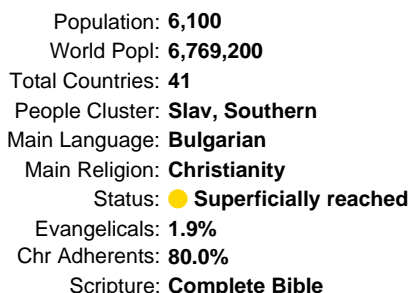 Population: 6,100
World Popl: 6,769,200
Total Countries: 41
People Cluster: Slav, Southern
Main Language: Bulgarian
Main Religion: Christianity
Status: Superficially reached
Evangelicals: 1.9%
Chr Adherents: 80.0%
Scripture: Complete Bible